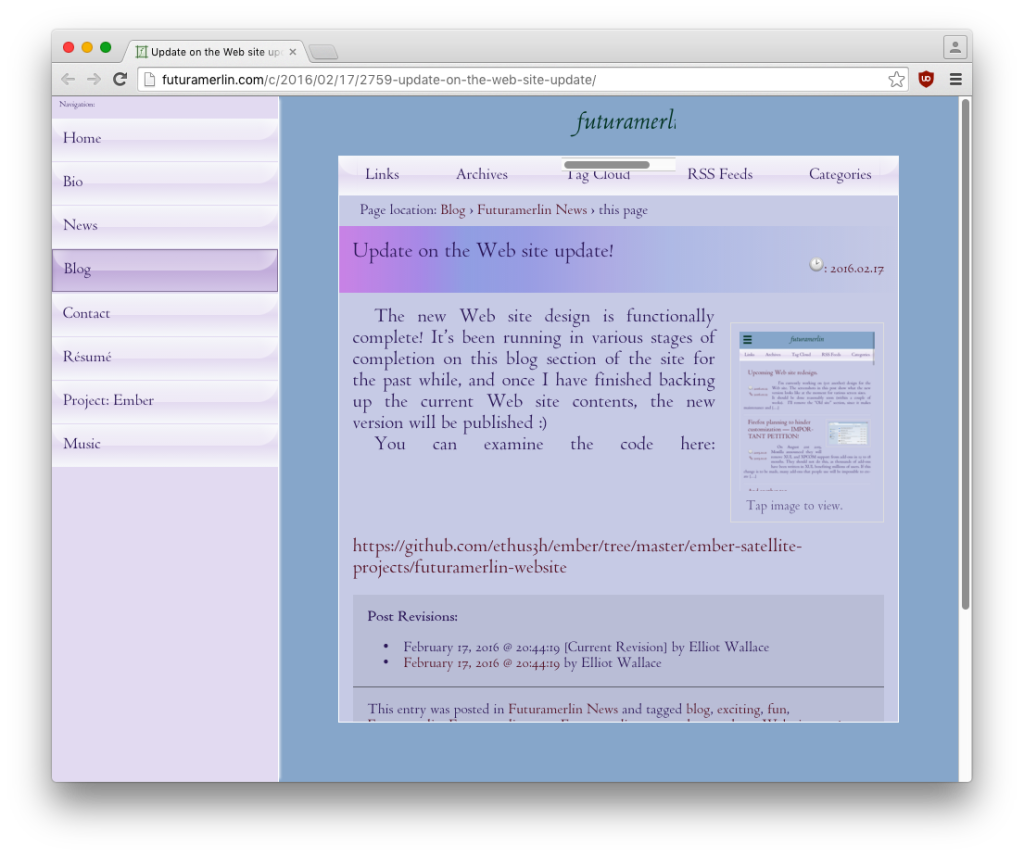 Update on the Web site up
futuramerlin.com/c/2016/02/17/2759-update-on-the-web-site-update/
Navigation:
Home
Bio
News
Blog
Contact
Résumé
Project: Ember
Music
futuramerli
Links Archives Tag Cloud RSS Feeds Categories
Page location: Blog › Futuramerlin News › this page
Update on the Web site update!
: 2016.02.17
The new Web site design is functionally
complete! It's been running in various stages of
completion on this blog section of the site for
the past while, and once I have finished backing
up the current Web site contents, the new
version will be published :)
You can examine the code here:
futuramerlin
Links Archives Tag Cloud RSS Feeds Categories
Upcoming Web site redesign
Firefox planning to hinder
customization — IMPOR-
TANT PETITION!
Tap image to view.
https://github.com/ethus3h/ember/tree/master/ember-satellite-
projects/futuramerlin-website
Post Revisions:
• February 17, 2016 @ 20:44:19 [Current Revision] by Elliot Wallace
• February 17, 2016 @ 20:44:19 by Elliot Wallace
This entry was posted in Futuramerlin News and tagged blog, exciting, fun,